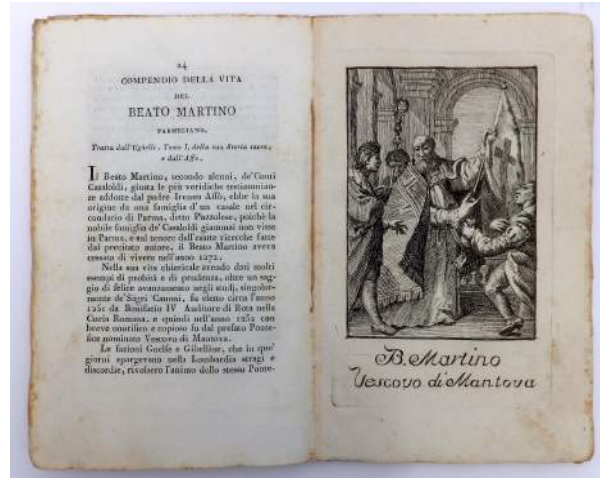 24
COMPENDIO DELLA VITA
DEL
BEATO MARTINO
PARMIGIANO,
Tratta dall'Ughelli, Tomo I, della sua Storia sacra,
e dall'Affò.
Il Beato Martino, secondo alcuni, de' Conti
Casaloldi, giusta le più veridiche testimonian-
ze addotte dal padre Ireneo Affò, ebbe la sua
origine da una famiglia d'un casale nel cir-
condario di Parma, detto Puzzolese, poichè la
nobile famiglia de' Casaloldi giammai non visse
in Parma, e sul tenore dell'esatte ricerche fatte
dal precitato autore, il Beato Martino aveva
cessato di vivere nell'anno 1272.
Nella sua vita chiericale avendo dati molti
esempi di probità e di prudenza, oltre un sag-
gio di felice avanzamento negli studj, singolar-
mente de' Sagri Canoni, fu eletto circa l'anno
1251 da Bonifazio IV Auditore di Rota nella
Curia Romana, e quindi nell'anno 1252 con
breve onorifico e copioso fu dal prefato Ponte-
fice nominato Vescovo di Mantova.
Le fazioni Guelfe e Ghibelline, che in que'
giorni spargevano nella Lombardia stragi e
discordie, rivolsero l'animo dello stesso Ponte-
B. Martino
Vescovo di Mantova